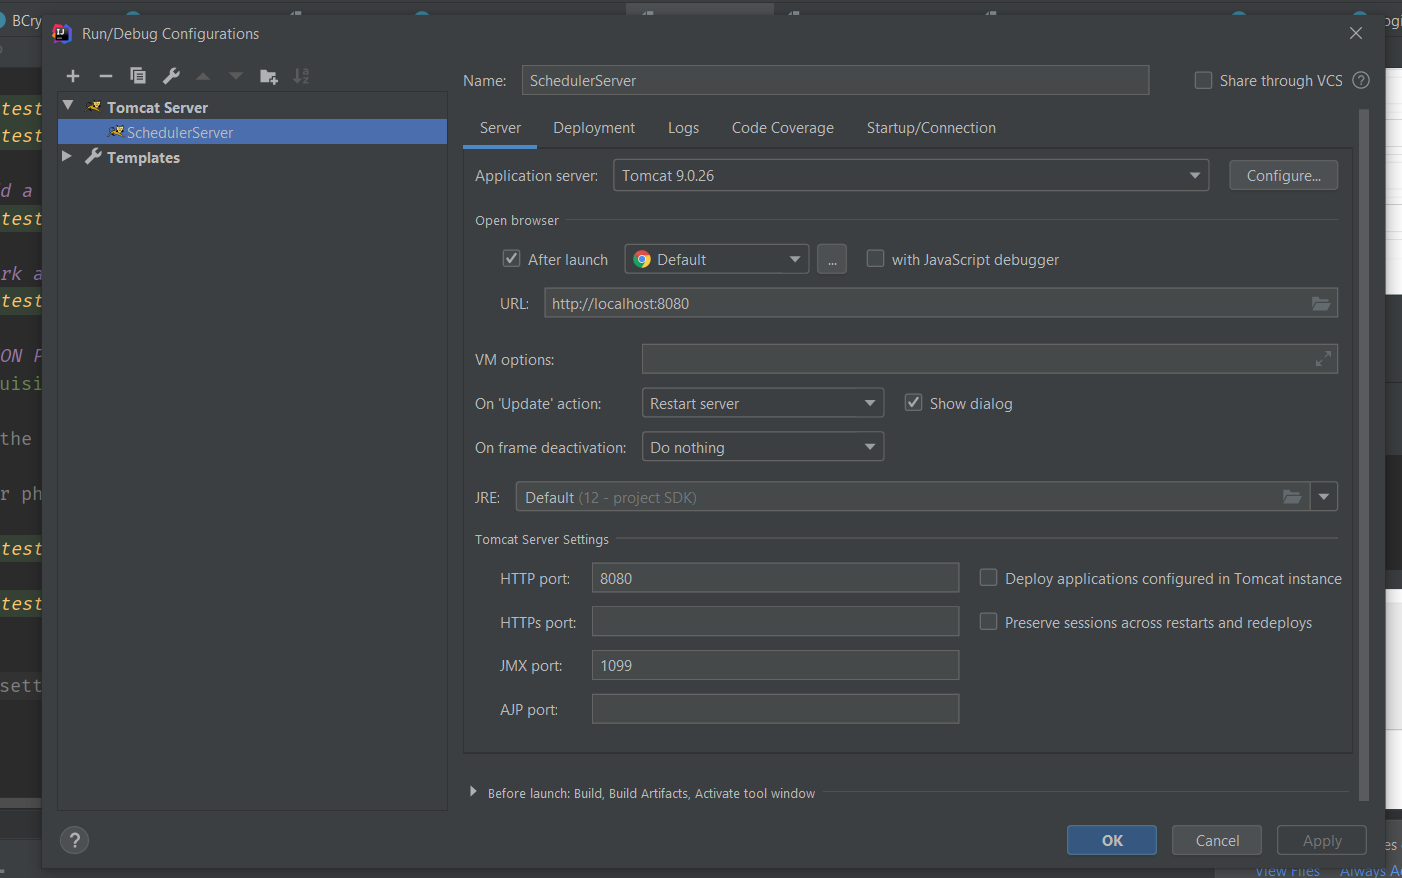 BCry
Run/Debug Configurations
Name: SchedulerServer
Share through VCS ?
Tomcat Server
SchedulerServer
Templates
Server Deployment Logs Code Coverage Startup/Connection
Application server: Tomcat 9.0.26 Configure...
Open browser
After launch Default ... with JavaScript debugger
URL: http://localhost:8080
VM options:
On 'Update' action: Restart server Show dialog
On frame deactivation: Do nothing
JRE: Default (12 - project SDK)
Tomcat Server Settings
HTTP port: 8080 Deploy applications configured in Tomcat instance
HTTPs port: Preserve sessions across restarts and redeploys
JMX port: 1099
AJP port:
Before launch: Build, Build Artifacts, Activate tool window
? OK Cancel Apply
test
test
d a
test
rk a
test
ON P
uisi
the
r ph
test
test
sett
ogi
es
View Files Always A